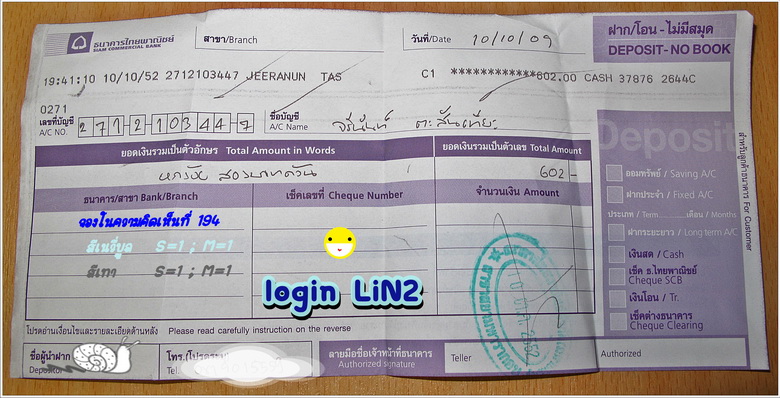 ธนาคารไทยพาณิชย์
SIAM COMMERCIAL BANK
สาขา/Branch
วันที่/Date 10/10/09
ฝาก/โอน - ไม่มีสมุด
DEPOSIT- NO BOOK
19:41:10 10/10/52 2712103447 JEERANUN TAS C1 ************602.00 CASH 37876 2644C
0271
เลขที่บัญชี
A/C NO. 2 7 1 - 2 - 1 0 3 4 4 - 7
ชื่อบัญชี
A/C Name จีรนันท์
Deposit
ยอดเงินรวมเป็นตัวอักษร Total Amount in Words
ยอดเงินรวมเป็นตัวเลข Total Amount
หกร้อยสองบาทถ้วน
602 -
ธนาคาร/สาขา Bank/Branch
เช็คเลขที่ Cheque Number
จำนวนเงิน Amount
จองในความคิดเห็นที่ 194
สีเนวี่บูล S=1 ; M=1
สีเทา S=1 ; M=1
login LiN2
ออมทรัพย์ / Saving A/C
ฝากประจำ / Fixed A/C
ประเภท / Term........เดือน / Months
ฝากระยะยาว / Long term A/C
เงินสด / Cash
เช็ค ธ.ไทยพาณิชย์
Cheque SCB
เงินโอน / Tr.
เช็คต่างธนาคาร
Cheque Clearing
สำหรับลูกค้าธนาคาร For Customer
โปรดอ่านเงื่อนไขและรายละเอียดด้านหลัง Please read carefully instruction on the reverse
ชื่อผู้นำฝาก
Depositor
โทร.
Tel.
ลายมือชื่อเจ้าหน้าที่ธนาคาร
Authorized signature
Teller
Authorized